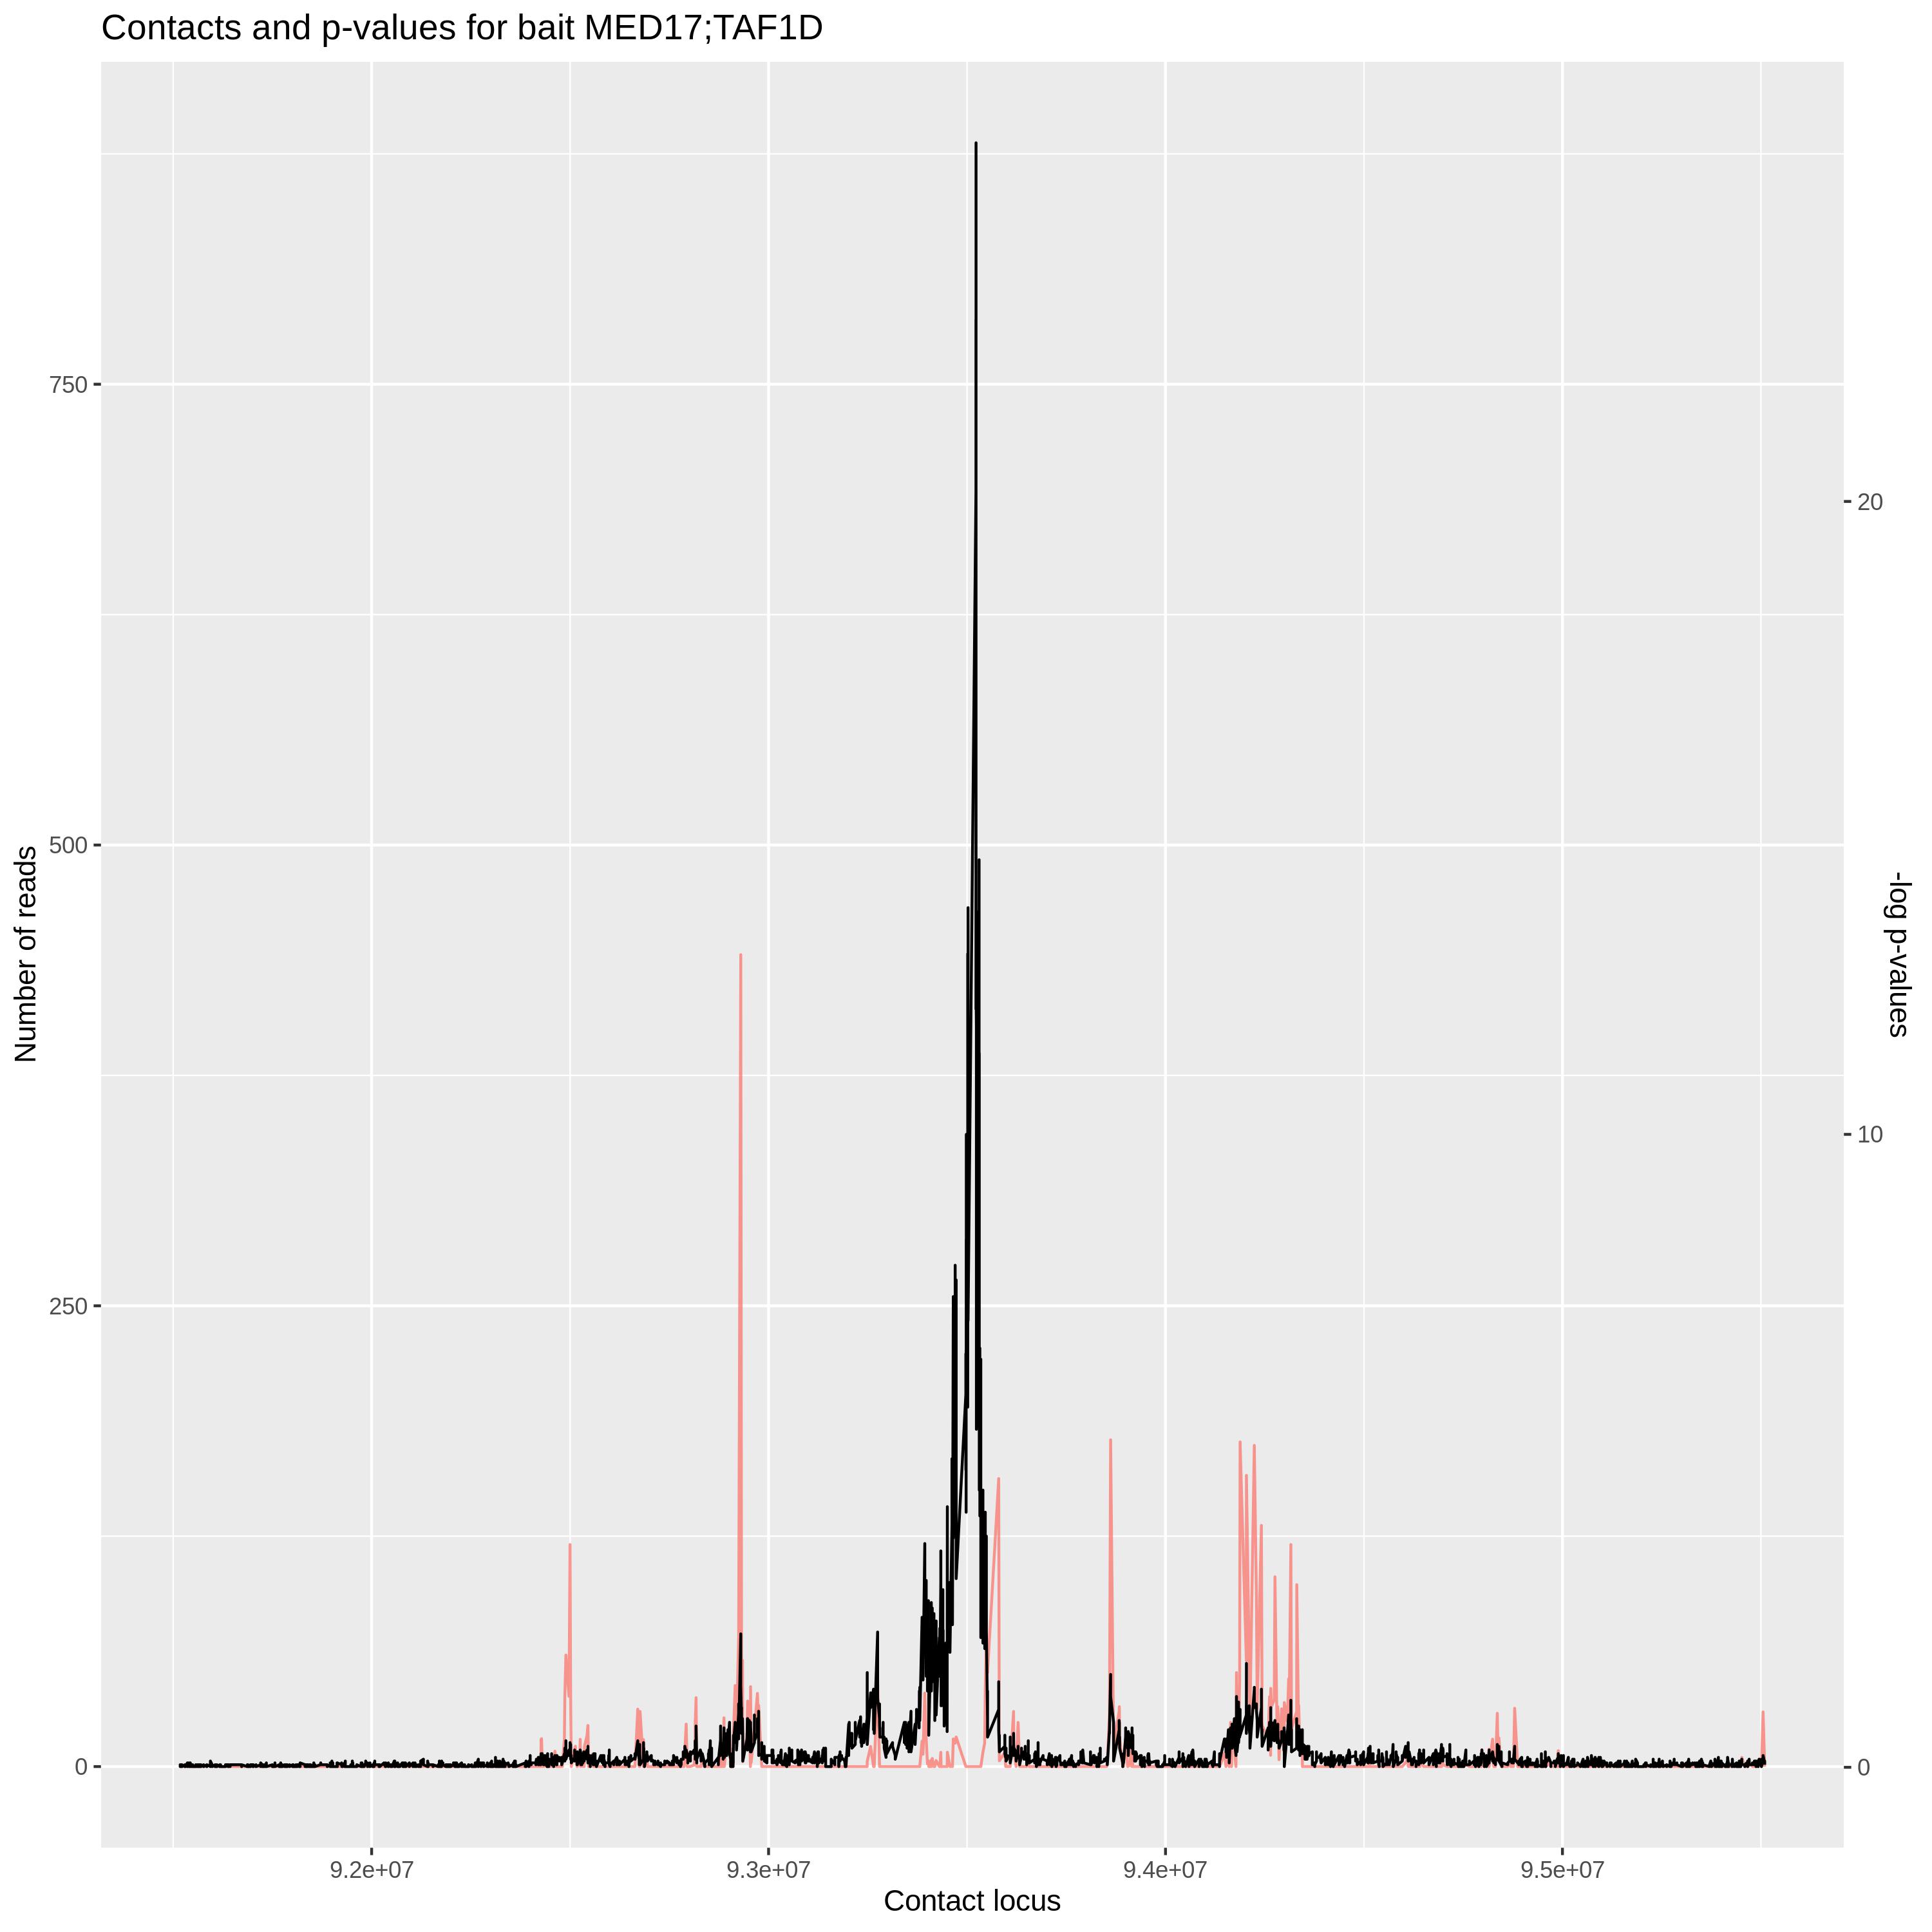 Contacts and p-values for bait MED17;TAF1D
750
500
250
0
20
10
0
Number of reads
-log p-values
9.2e+07 9.3e+07 9.4e+07 9.5e+07
Contact locus